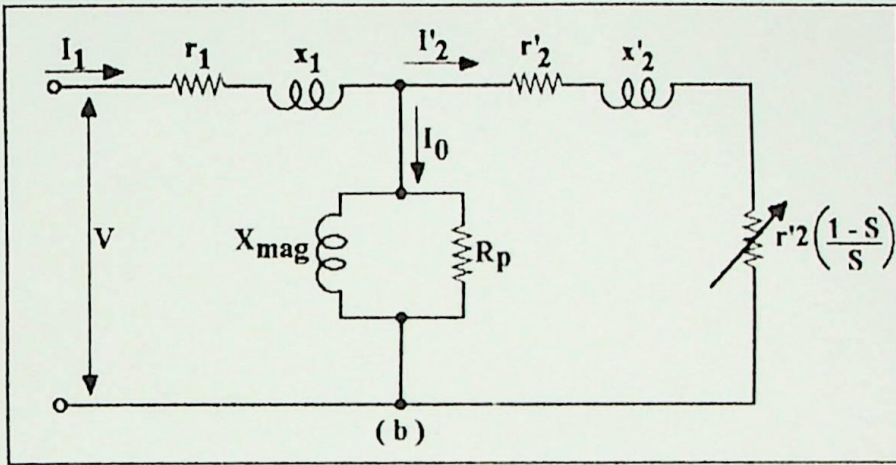 I1
r1
x1
I'2
r'2
x'2
I0
V
Xmag
Rp
r'2(1 - S / S)
(b)